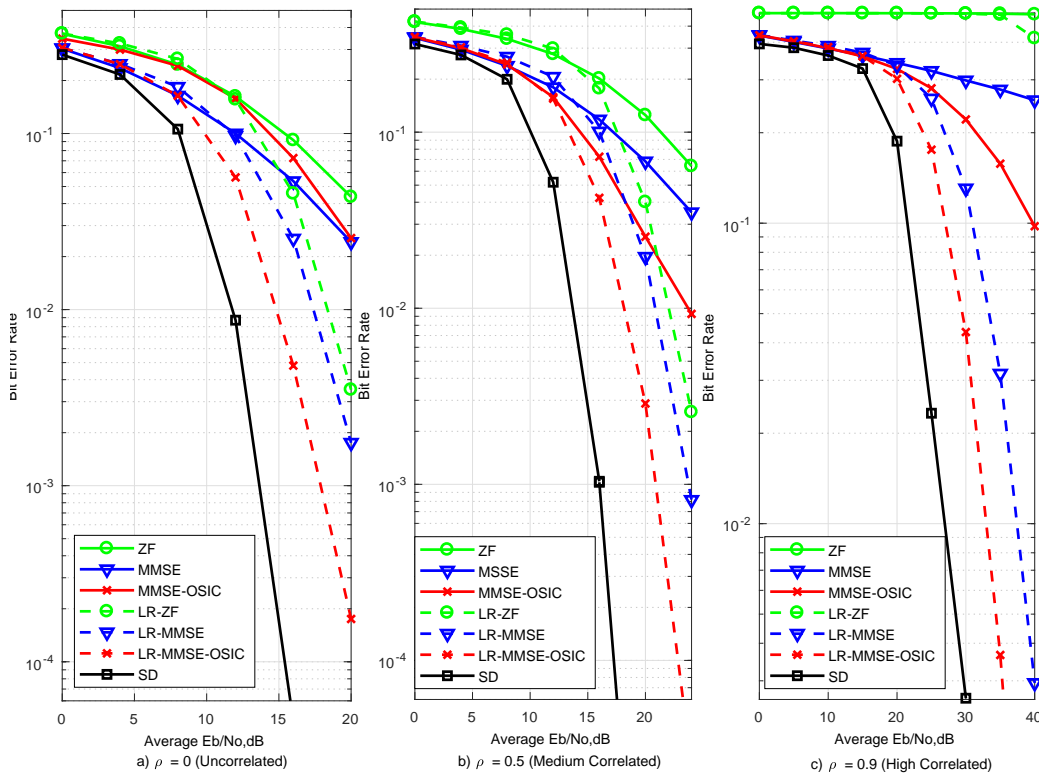 Bit Error Rate
10^-1
10^-2
10^-3
10^-4
0 5 10 15 20
Average Eb/No,dB
a) ρ = 0 (Uncorrelated)
ZF
MMSE
MMSE-OSIC
LR-ZF
LR-MMSE
LR-MMSE-OSIC
SD
Bit Error Rate
10^-1
10^-2
10^-3
10^-4
0 5 10 15 20
Average Eb/No,dB
b) ρ = 0.5 (Medium Correlated)
ZF
MSSE
MMSE-OSIC
LR-ZF
LR-MMSE
LR-MMSE-OSIC
SD
Bit Error Rate
10^-1
10^-2
0 10 20 30 40
Average Eb/No,dB
c) ρ = 0.9 (High Correlated)
ZF
MMSE
MMSE-OSIC
LR-ZF
LR-MMSE
LR-MMSE-OSIC
SD